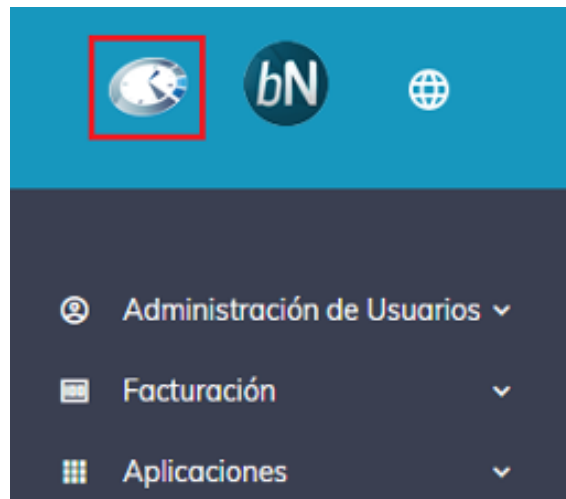 bN
Administración de Usuarios
Facturación
Aplicaciones